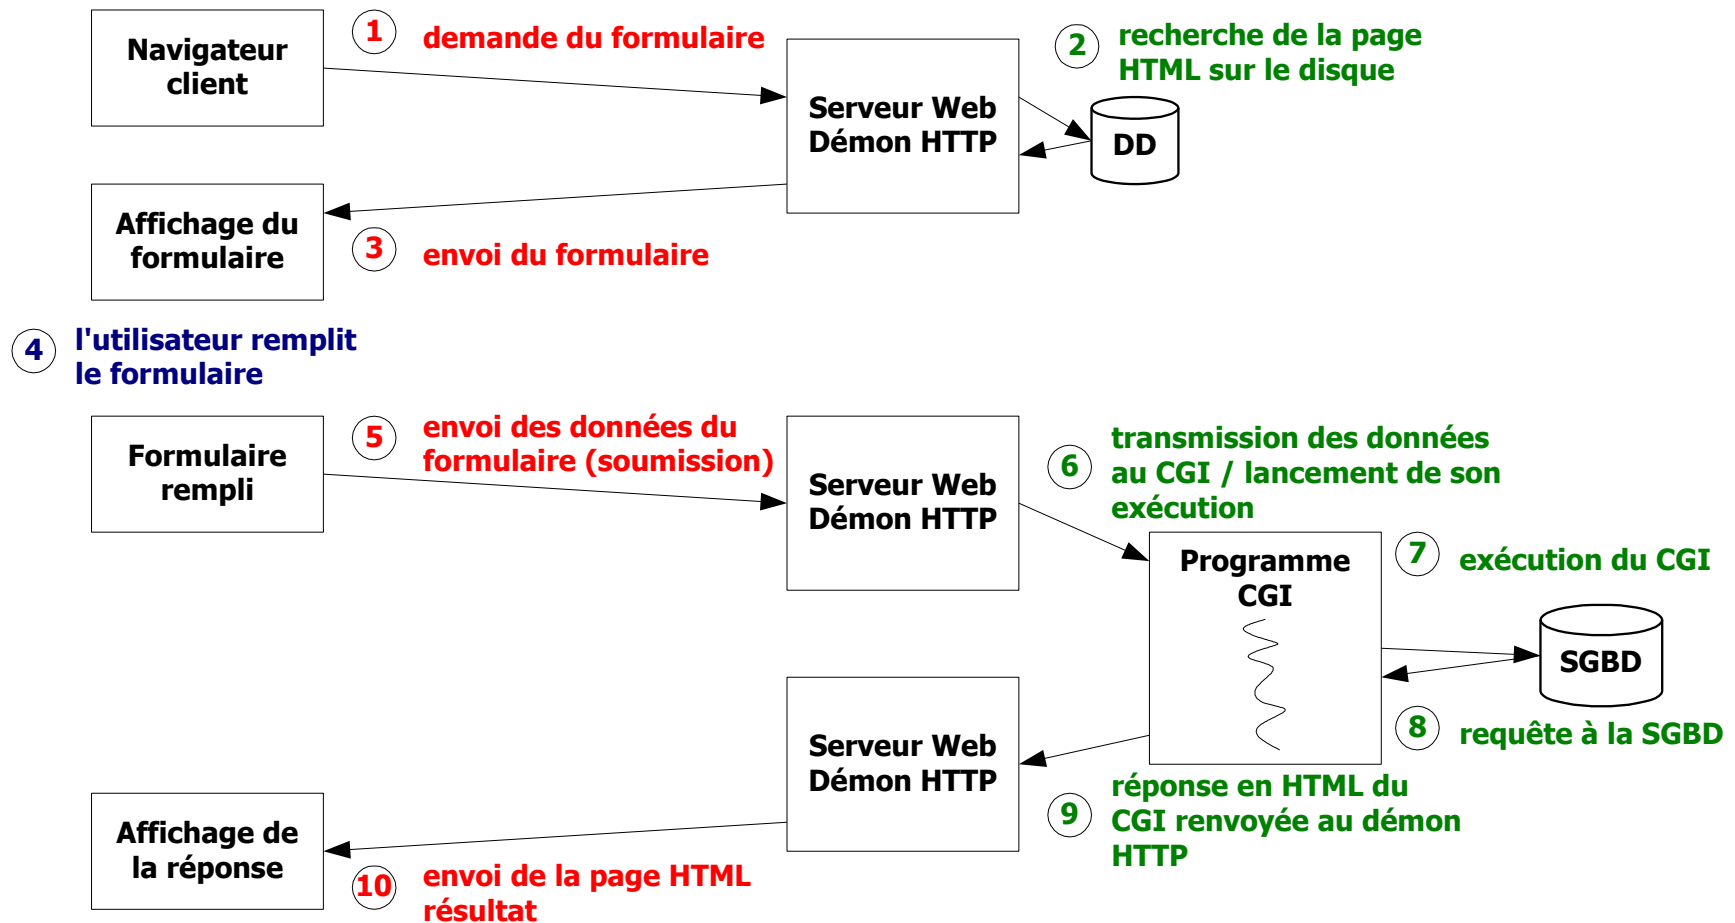 Navigateur
client
1
demande du formulaire
Serveur Web
Démon HTTP
2
recherche de la page
HTML sur le disque
DD
Affichage du
formulaire
3
envoi du formulaire
4
l'utilisateur remplit
le formulaire
Formulaire
rempli
5
envoi des données du
formulaire (soumission)
Serveur Web
Démon HTTP
6
transmission des données
au CGI / lancement de son
exécution
Programme
CGI
7
exécution du CGI
SGBD
8
requête à la SGBD
Serveur Web
Démon HTTP
9
réponse en HTML du
CGI renvoyée au démon
HTTP
Affichage de
la réponse
10
envoi de la page HTML
résultat